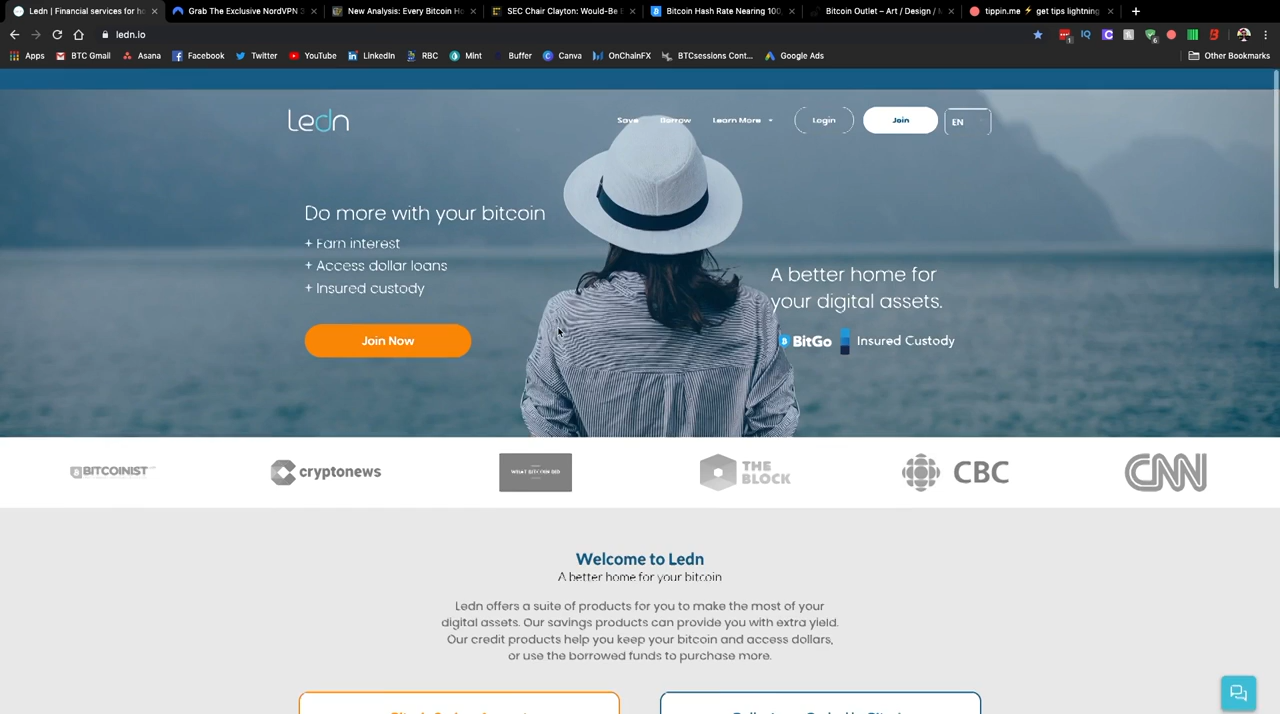 Ledn | Financial services for ho
Grab The Exclusive NordVPN
New Analysis: Every Bitcoin Ho
SEC Chair Clayton: Would-Be
Bitcoin Hash Rate Nearing 100,
Bitcoin Outlet – Art / Design /
tippin.me ⚡ get tips lightning
ledn.io
Apps BTC Gmail Asana Facebook Twitter YouTube LinkedIn RBC Mint Buffer Canva OnChainFX BTCsessions Cont... Google Ads Other Bookmarks
Ledn
Save Borrow Learn More Login Join EN
Do more with your bitcoin
+ Earn interest
+ Access dollar loans
+ Insured custody
Join Now
A better home for
your digital assets.
BitGo Insured Custody
BITCOINIST cryptonews WHAT BITCOIN DID THE BLOCK CBC CNN
Welcome to Ledn
A better home for your bitcoin
Ledn offers a suite of products for you to make the most of your
digital assets. Our savings products can provide you with extra yield.
Our credit products help you keep your bitcoin and access dollars,
or use the borrowed funds to purchase more.